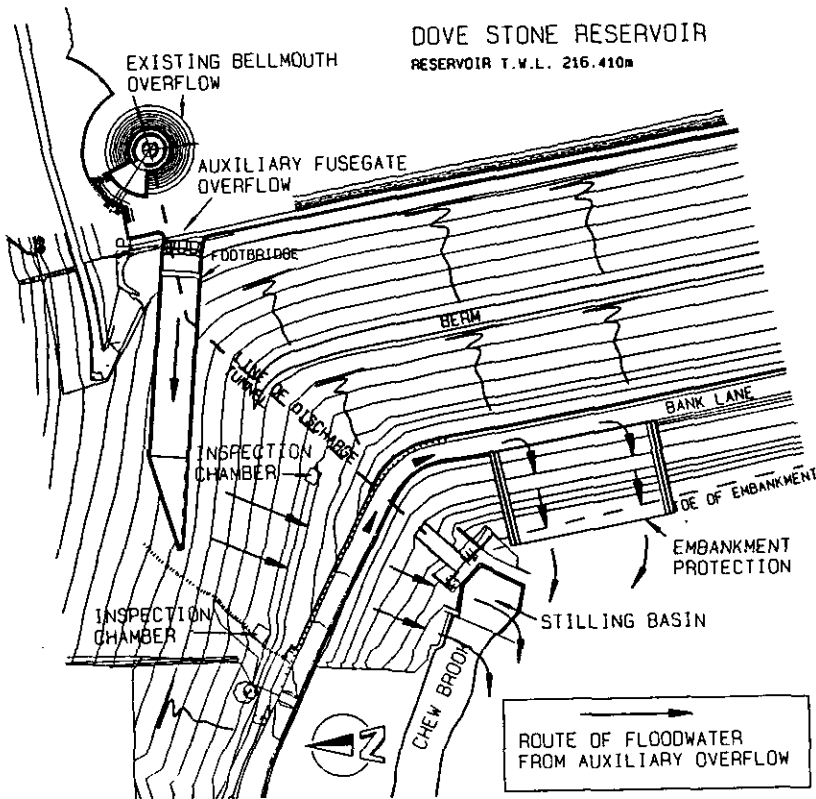 DOVE STONE RESERVOIR
RESERVOIR T.W.L. 216.410m
EXISTING BELLMOUTH
OVERFLOW
AUXILIARY FUSEGATE
OVERFLOW
FOOTBRIDGE
BERM
LINE OF DISCHARGE
TUNNEL
BANK LANE
INSPECTION
CHAMBER
OE OF EMBANKMENT
EMBANKMENT
PROTECTION
STILLING BASIN
INSPECTION
CHAMBER
CHEW BROOK
N
ROUTE OF FLOODWATER
FROM AUXILIARY OVERFLOW